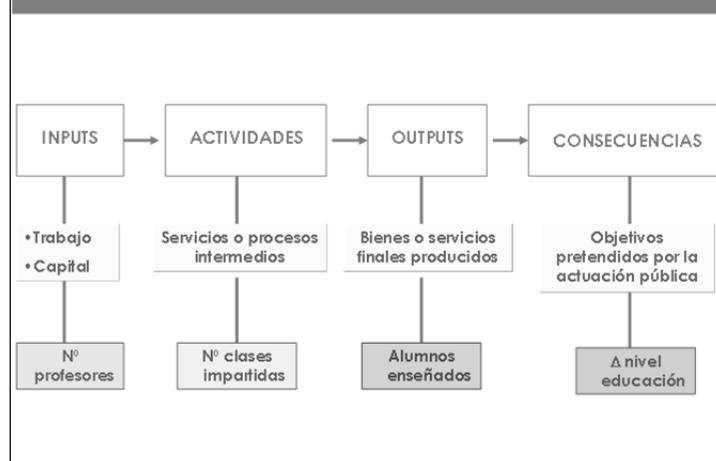 INPUTS
ACTIVIDADES
OUTPUTS
CONSECUENCIAS
•Trabajo
•Capital
Servicios o procesos
intermedios
Bienes o servicios
finales producidos
Objetivos
pretendidos por la
actuación pública
Nº
profesores
Nº clases
impartidas
Alumnos
enseñados
Δ nivel
educación